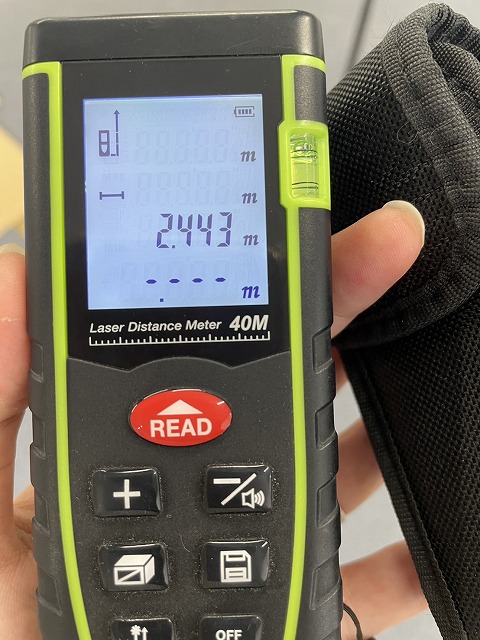 m
m
2.443 m
- - - -. m
Laser Distance Meter 40M
READ
+
-/
OFF